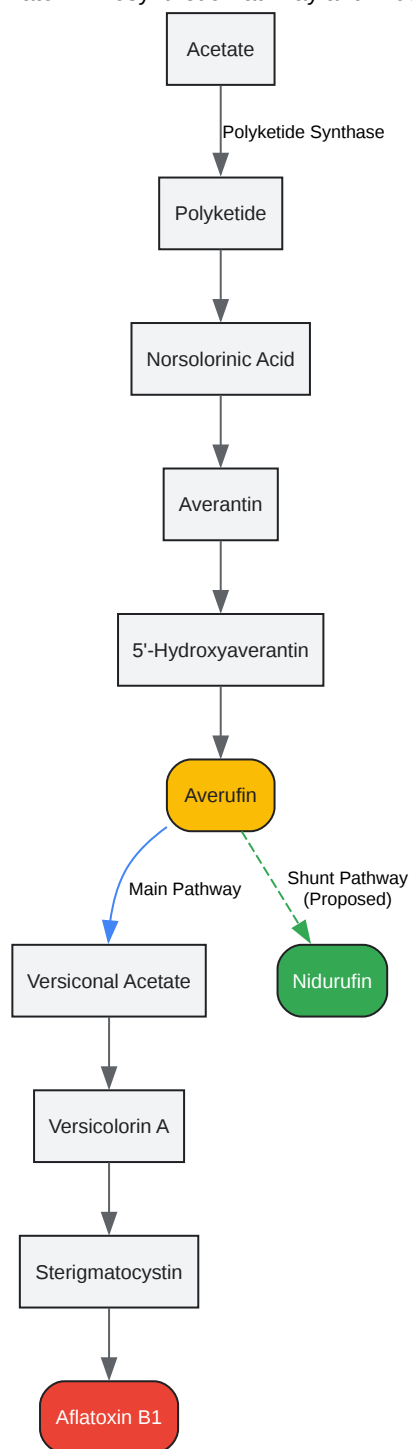 Acetate
Polyketide Synthase
Polyketide
Norsolorinic Acid
Averantin
5'-Hydroxyaverantin
Averufin
Main Pathway
Shunt Pathway
(Proposed)
Versiconal Acetate
Nidurufin
Versicolorin A
Sterigmatocystin
Aflatoxin B1